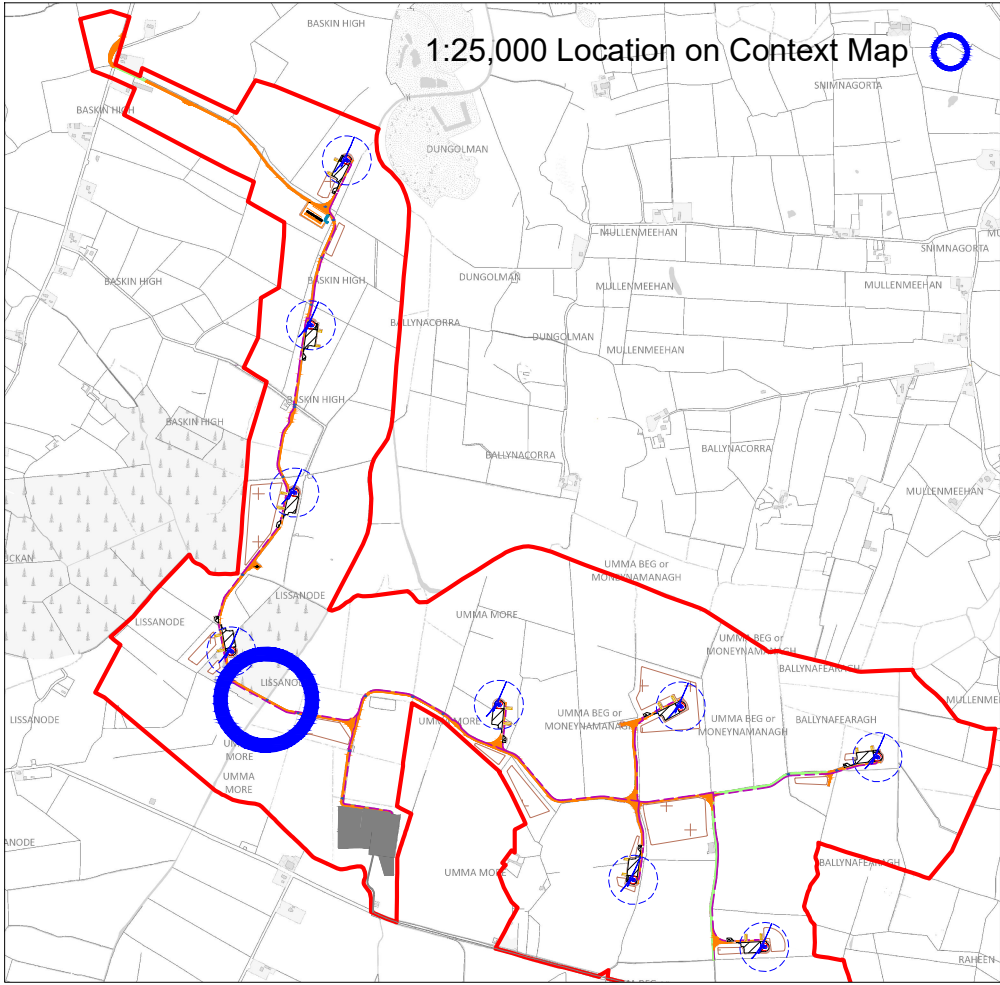 BASKIN HIGH
1:25,000 Location on Context Map
SNIMNAGORTA
BASKIN HIGH
DUNGOLMAN
MULLENMEEHAN
SNIMNAGORTA
BASKIN HIGH
BASKIN HIGH
DUNGOLMAN
MULLENMEEHAN
MULLENMEEHAN
BALLYNACORRA
DUNGOLMAN
MULLENMEEHAN
BASKIN HIGH
BASKIN HIGH
BALLYNACORRA
BALLYNACORRA
MULLENMEEHAN
UCKAN
UMMA BEG or
MONEYNAMANAGH
LISSANODE
LISSANODE
UMMA MORE
UMMA BEG or
MONEYNAMANAGH
BALLYNAFEARAGH
LISSANODE
MULLENME
LISSANODE
UMMA MORE
UMMA BEG or
MONEYNAMANAGH
UMMA BEG or
MONEYNAMANAGH
BALLYNAFEARAGH
UMMA
MORE
UMMA
MORE
ANODE
UMMA MORE
BALLYNAFEARAGH
RAHEEN